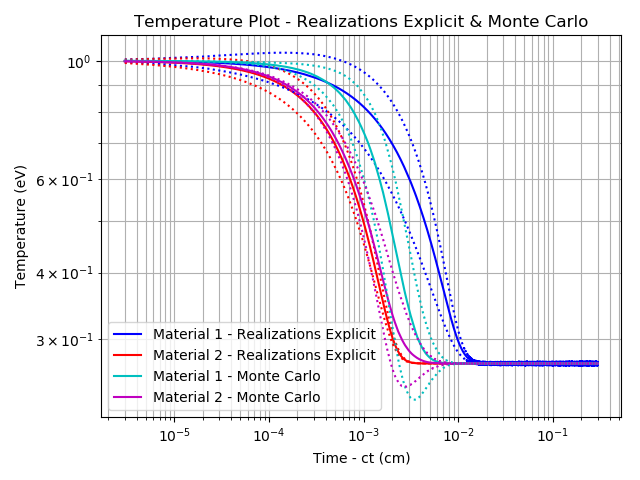 Temperature Plot - Realizations Explicit & Monte Carlo
Temperature (eV)
10⁰
6 × 10⁻¹
4 × 10⁻¹
3 × 10⁻¹
Material 1 - Realizations Explicit
Material 2 - Realizations Explicit
Material 1 - Monte Carlo
Material 2 - Monte Carlo
10⁻⁵ 10⁻⁴ 10⁻³ 10⁻² 10⁻¹
Time - ct (cm)